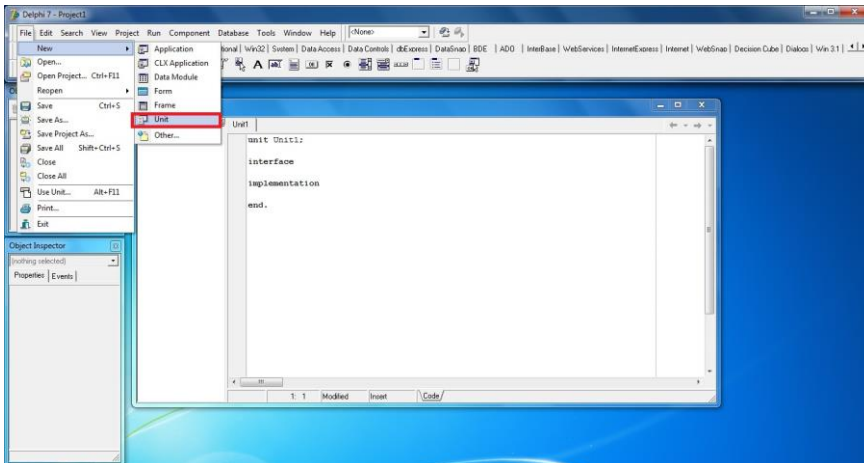 Delphi 7 - Project1
File Edit Search View Project Run Component Database Tools Window Help <None>
Win32 System Data Access Data Controls dbExpress DataSnap BDE ADO InterBase WebServices InternetExpress Internet WebSnap Decision Cube Dialogs Win 3.1
New
Open...
Open Project... Ctrl+F11
Reopen
Save Ctrl+S
Save As...
Save Project As...
Save All Shift+Ctrl+S
Close
Close All
Use Unit... Alt+F11
Print...
Exit
Application
CLX Application
Data Module
Form
Frame
Unit
Other...
Unit1
unit Unit1;
interface
implementation
end.
1: 1 Modified Insert Code
Object Inspector
(nothing selected)
Properties Events